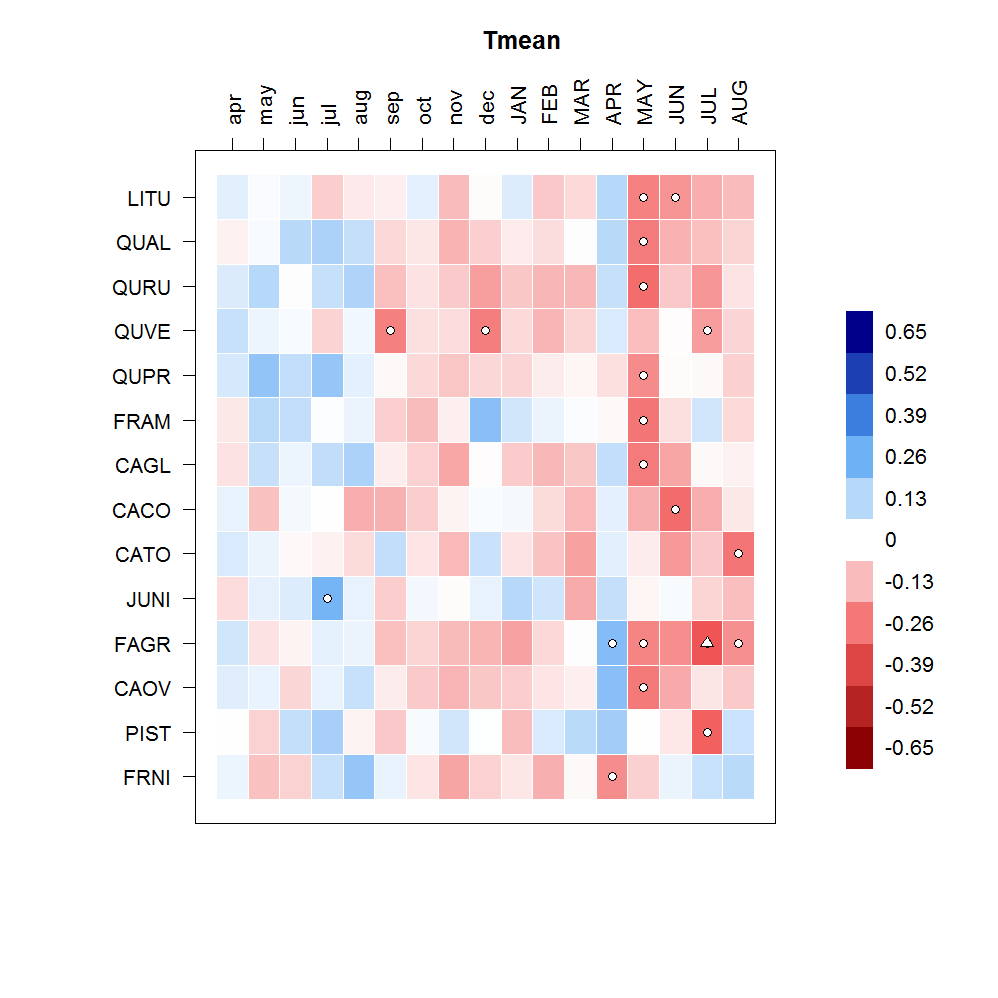 Tmean
apr may jun jul aug sep oct nov dec JAN FEB MAR APR MAY JUN JUL AUG
LITU
QUAL
QURU
QUVE
QUPR
FRAM
CAGL
CACO
CATO
JUNI
FAGR
CAOV
PIST
FRNI
0.65
0.52
0.39
0.26
0.13
0
-0.13
-0.26
-0.39
-0.52
-0.65